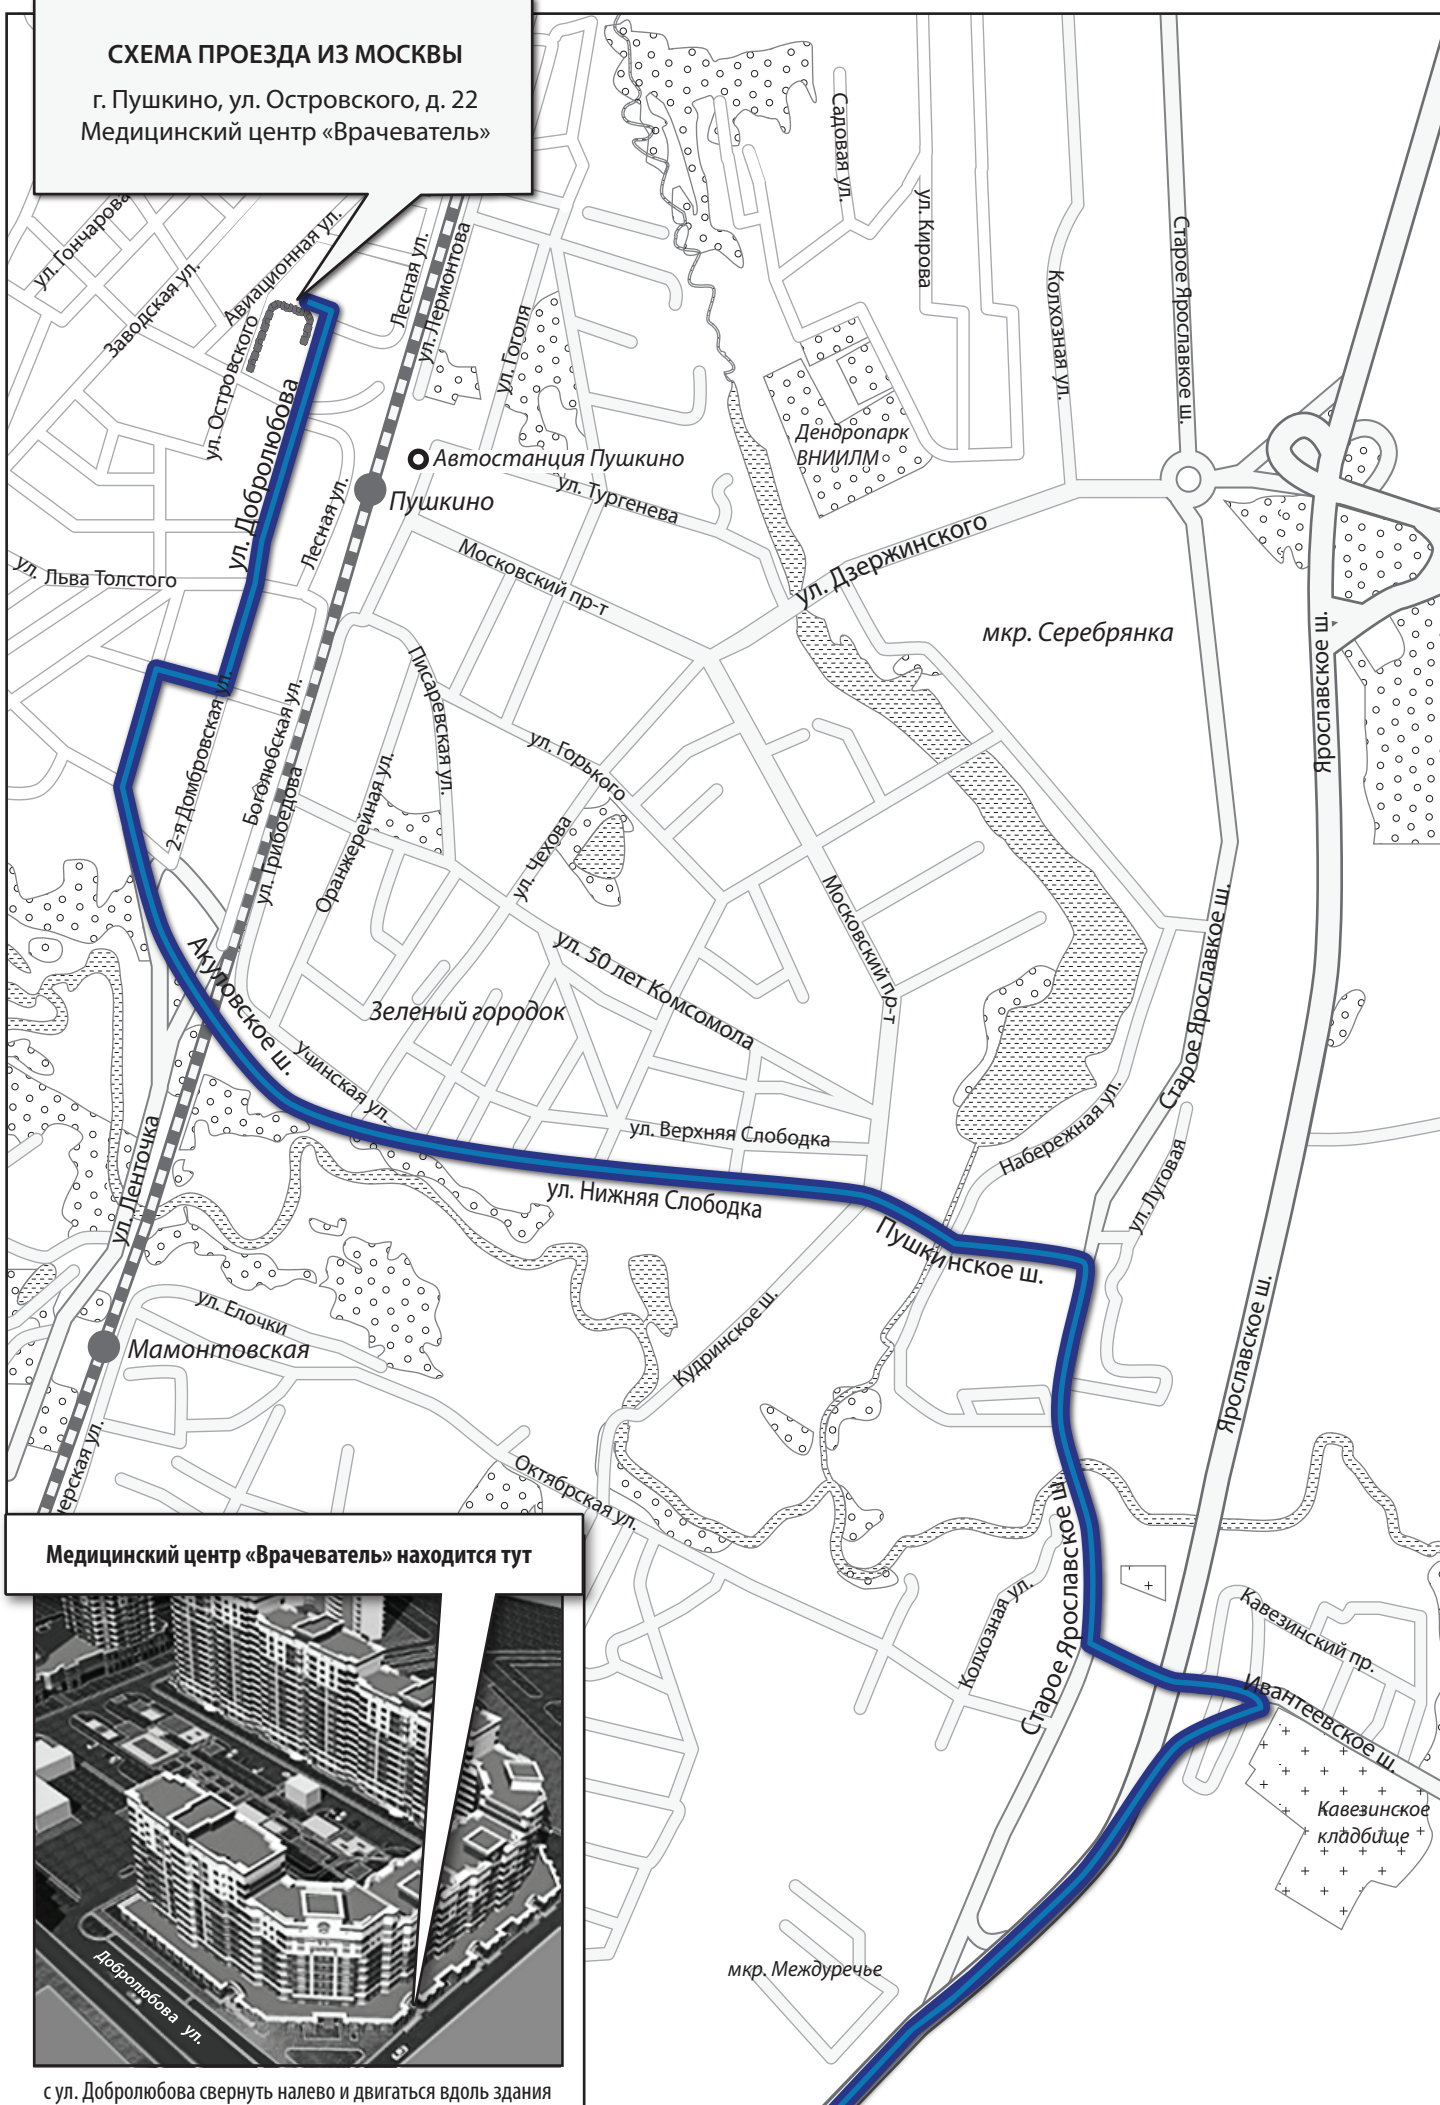 СХЕМА ПРОЕЗДА ИЗ МОСКВЫ
г. Пушкино, ул. Островского, д. 22
Медицинский центр «Врачеватель»
ул. Гончарова
Заводская ул.
Авиационная ул.
ул. Островского
ул. Добролюбова
Лесная ул.
ул. Лермонтова
ул. Гоголя
Садовая ул.
ул. Кирова
Колхозная ул.
Старое Ярославкое ш.
Дендропарк
ВНИИЛМ
Автостанция Пушкино
Пушкино
ул. Тургенева
Лесная ул.
ул. Льва Толстого
Московский пр-т
ул. Дзержинского
мкр. Серебрянка
Ярославское ш.
Писаревская ул.
2-я Домбровская ул.
Боголюбская ул.
ул. Грибоедова
Оранжерейная ул.
ул. Горького
ул. Чехова
Московский пр-т
ул. 50 лет Комсомола
Зеленый городок
Акуловское ш.
Учинская ул.
Старое Ярославкое ш.
Набережная ул.
ул. Луговая
ул. Верхняя Слободка
ул. Нижняя Слободка
Пушкинское ш.
ул. Ленточка
ул. Елочки
Мамонтовская
Кудринское ш.
Ярославское ш.
нерская ул.
Октябрская ул.
Старое Ярославское ш.
Колхозная ул.
Кавезинский пр.
Ивантеевское ш.
Кавезинское
кладбище
мкр. Междуречье
Медицинский центр «Врачеватель» находится тут
Добролюбова ул.
с ул. Добролюбова свернуть налево и двигаться вдоль здания